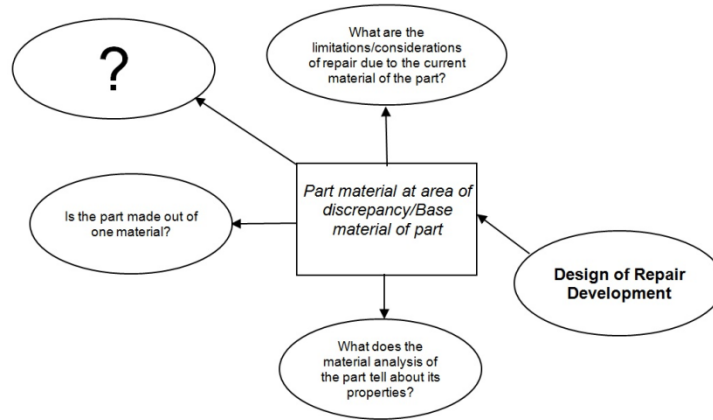 ?
What are the
limitations/considerations
of repair due to the current
material of the part?
Part material at area of
discrepancy/Base
material of part
Is the part made out of
one material?
Design of Repair
Development
What does the
material analysis of
the part tell about its
properties?